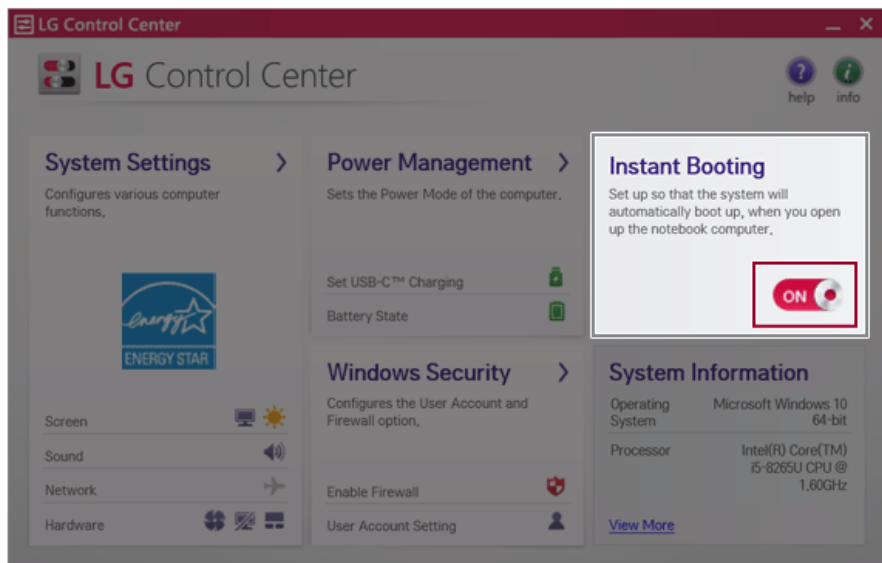 LG Control Center
LG Control Center
help info
System Settings
Configures various computer
functions.
ENERGY STAR
Screen
Sound
Network
Hardware
Power Management
Sets the Power Mode of the computer.
Set USB-C™ Charging
Battery State
Windows Security
Configures the User Account and
Firewall option.
Enable Firewall
User Account Setting
Instant Booting
Set up so that the system will
automatically boot up, when you open
up the notebook computer.
ON
System Information
Operating Microsoft Windows 10
System 64-bit
Processor Intel(R) Core(TM)
i5-8265U CPU @
1.60GHz
View More